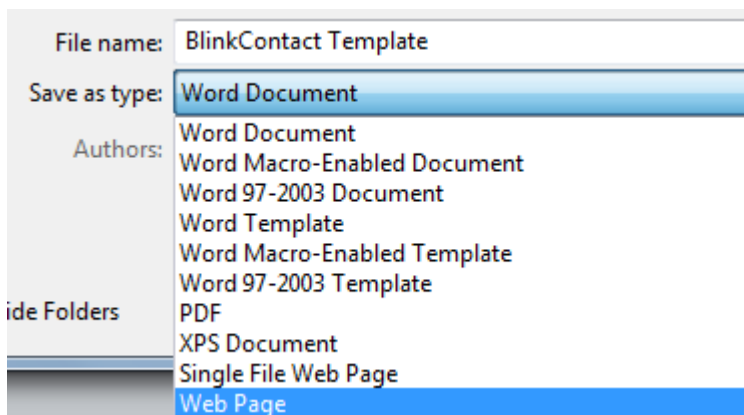 File name: BlinkContact Template
Save as type: Word Document
Word Document
Authors: Word Macro-Enabled Document
Word 97-2003 Document
Word Template
Word Macro-Enabled Template
Word 97-2003 Template
ide Folders PDF
XPS Document
Single File Web Page
Web Page